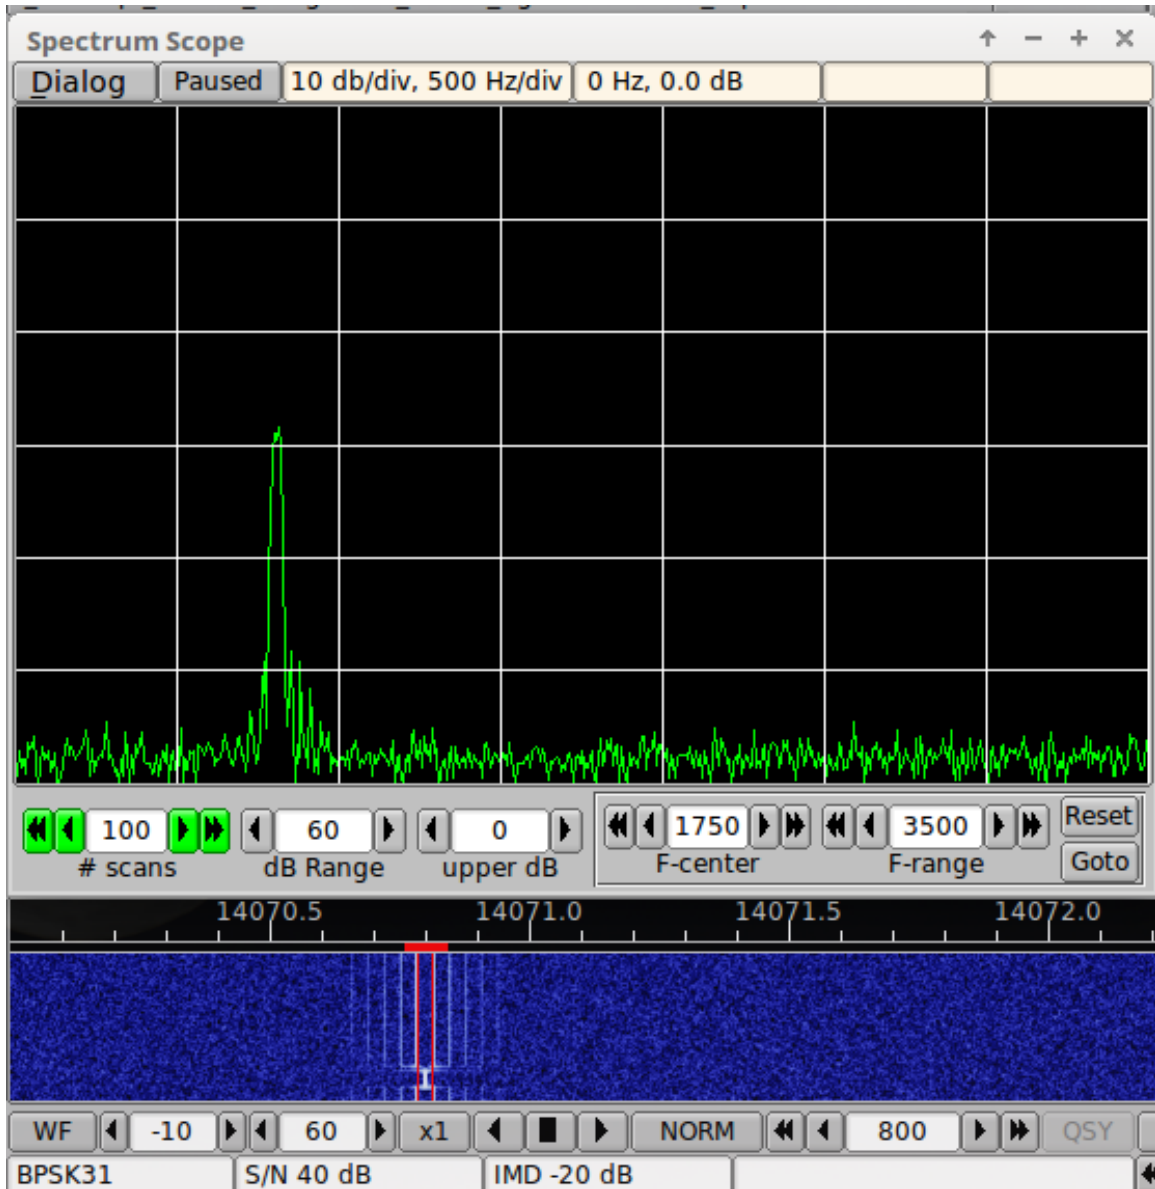 Spectrum Scope
Dialog Paused 10 db/div, 500 Hz/div 0 Hz, 0.0 dB
100 60 0 1750 3500 Reset
# scans dB Range upper dB F-center F-range Goto
14070.5 14071.0 14071.5 14072.0
WF -10 60 x1 NORM 800 QSY
BPSK31 S/N 40 dB IMD -20 dB